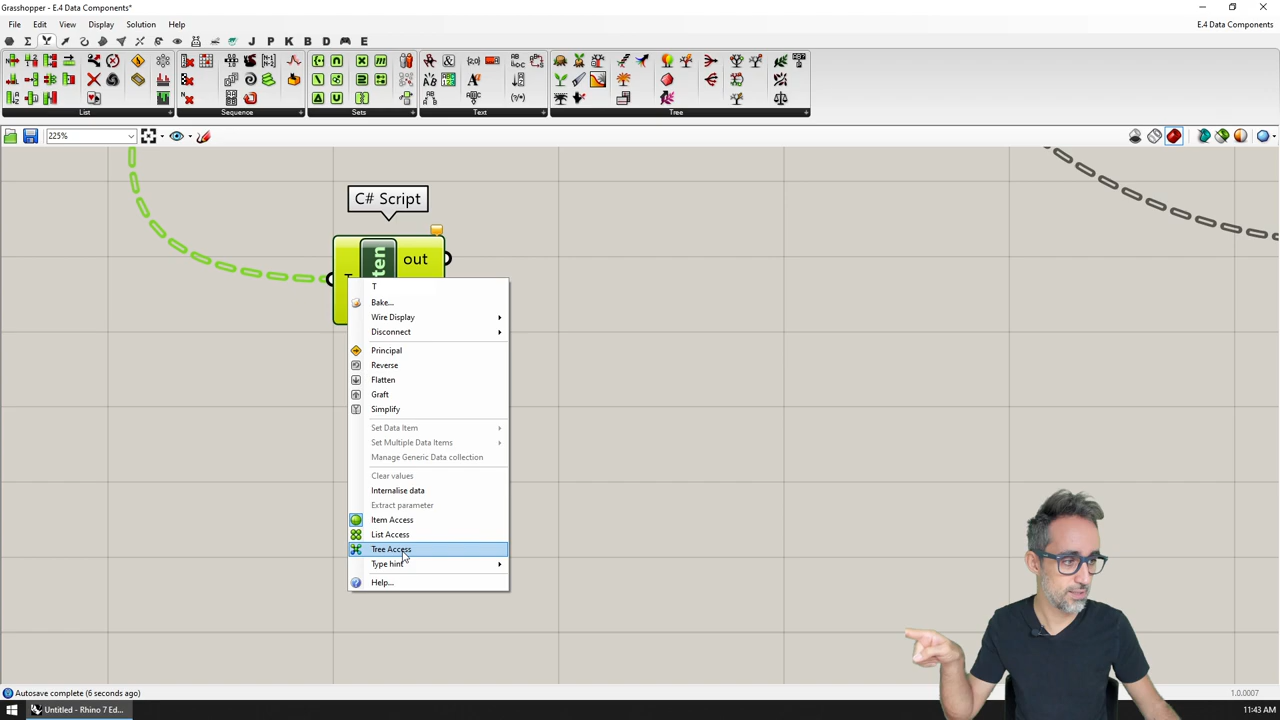 Grasshopper - E.4 Data Components*
File Edit View Display Solution Help
E.4 Data Components
J P K B D E
List Sequence Sets Text Tree
225%
C# Script
out
T
Bake...
Wire Display
Disconnect
Principal
Reverse
Flatten
Graft
Simplify
Set Data Item
Set Multiple Data Items
Manage Generic Data collection
Clear values
Internalise data
Extract parameter
Item Access
List Access
Tree Access
Type hint
Help...
Autosave complete (6 seconds ago)
1.0.0007
Untitled - Rhino 7 Ed...
11:43 AM